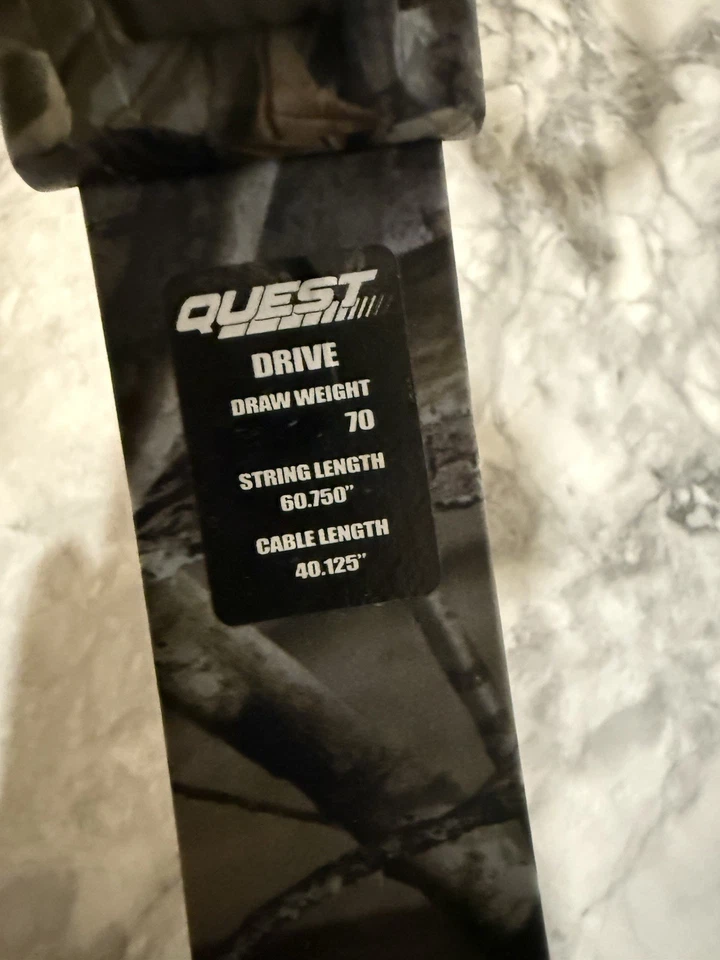 QUEST
DRIVE
DRAW WEIGHT
70
STRING LENGTH
60.750”
CABLE LENGTH
40.125”